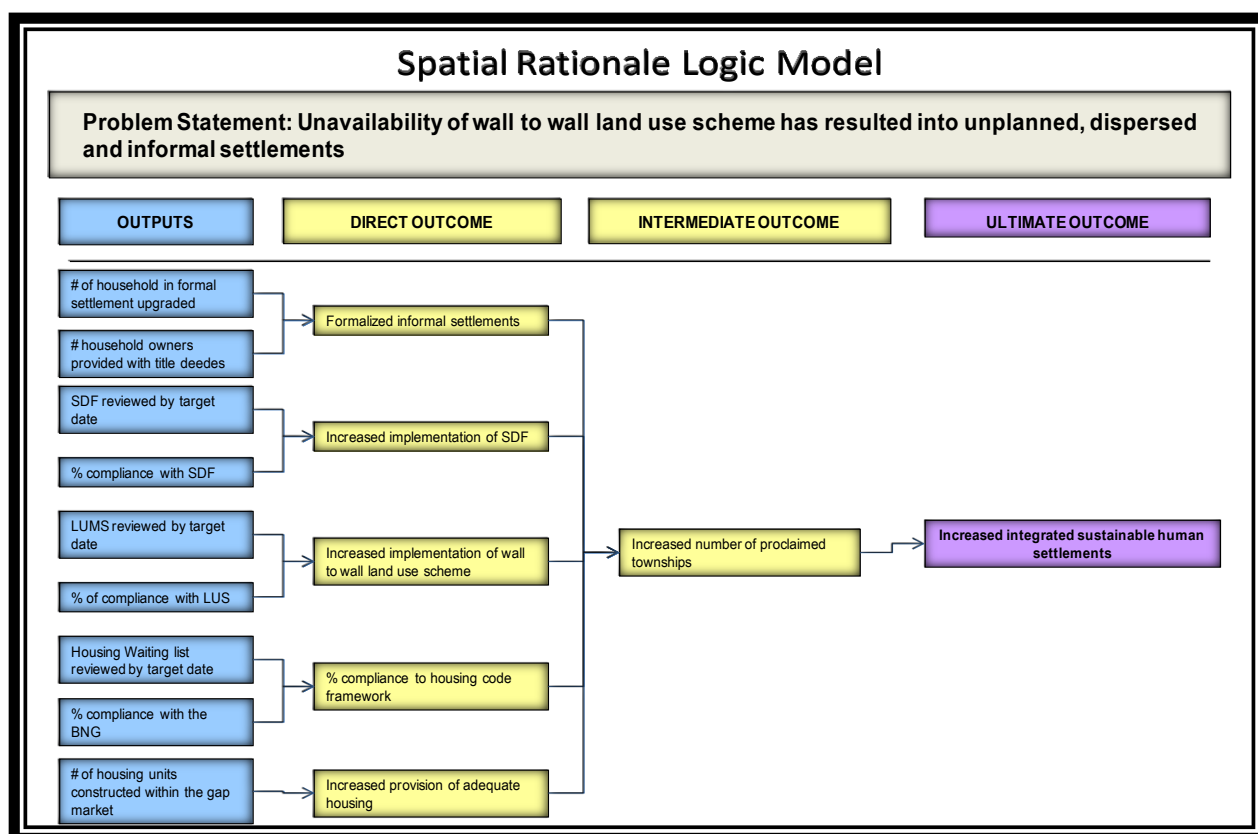 Spatial Rationale Logic Model
Problem Statement: Unavailability of wall to wall land use scheme has resulted into unplanned, dispersed
and informal settlements
OUTPUTS
DIRECT OUTCOME
INTERMEDIATE OUTCOME
ULTIMATE OUTCOME
# of household in formal
settlement upgraded
# household owners
provided with title deedes
Formalized informal settlements
SDF reviewed by target
date
% compliance with SDF
Increased implementation of SDF
LUMS reviewed by target
date
% of compliance with LUS
Increased implementation of wall
to wall land use scheme
Increased number of proclaimed
townships
Increased integrated sustainable human
settlements
Housing Waiting list
reviewed by target date
% compliance with the
BNG
% compliance to housing code
framework
# of housing units
constructed within the gap
market
Increased provision of adequate
housing